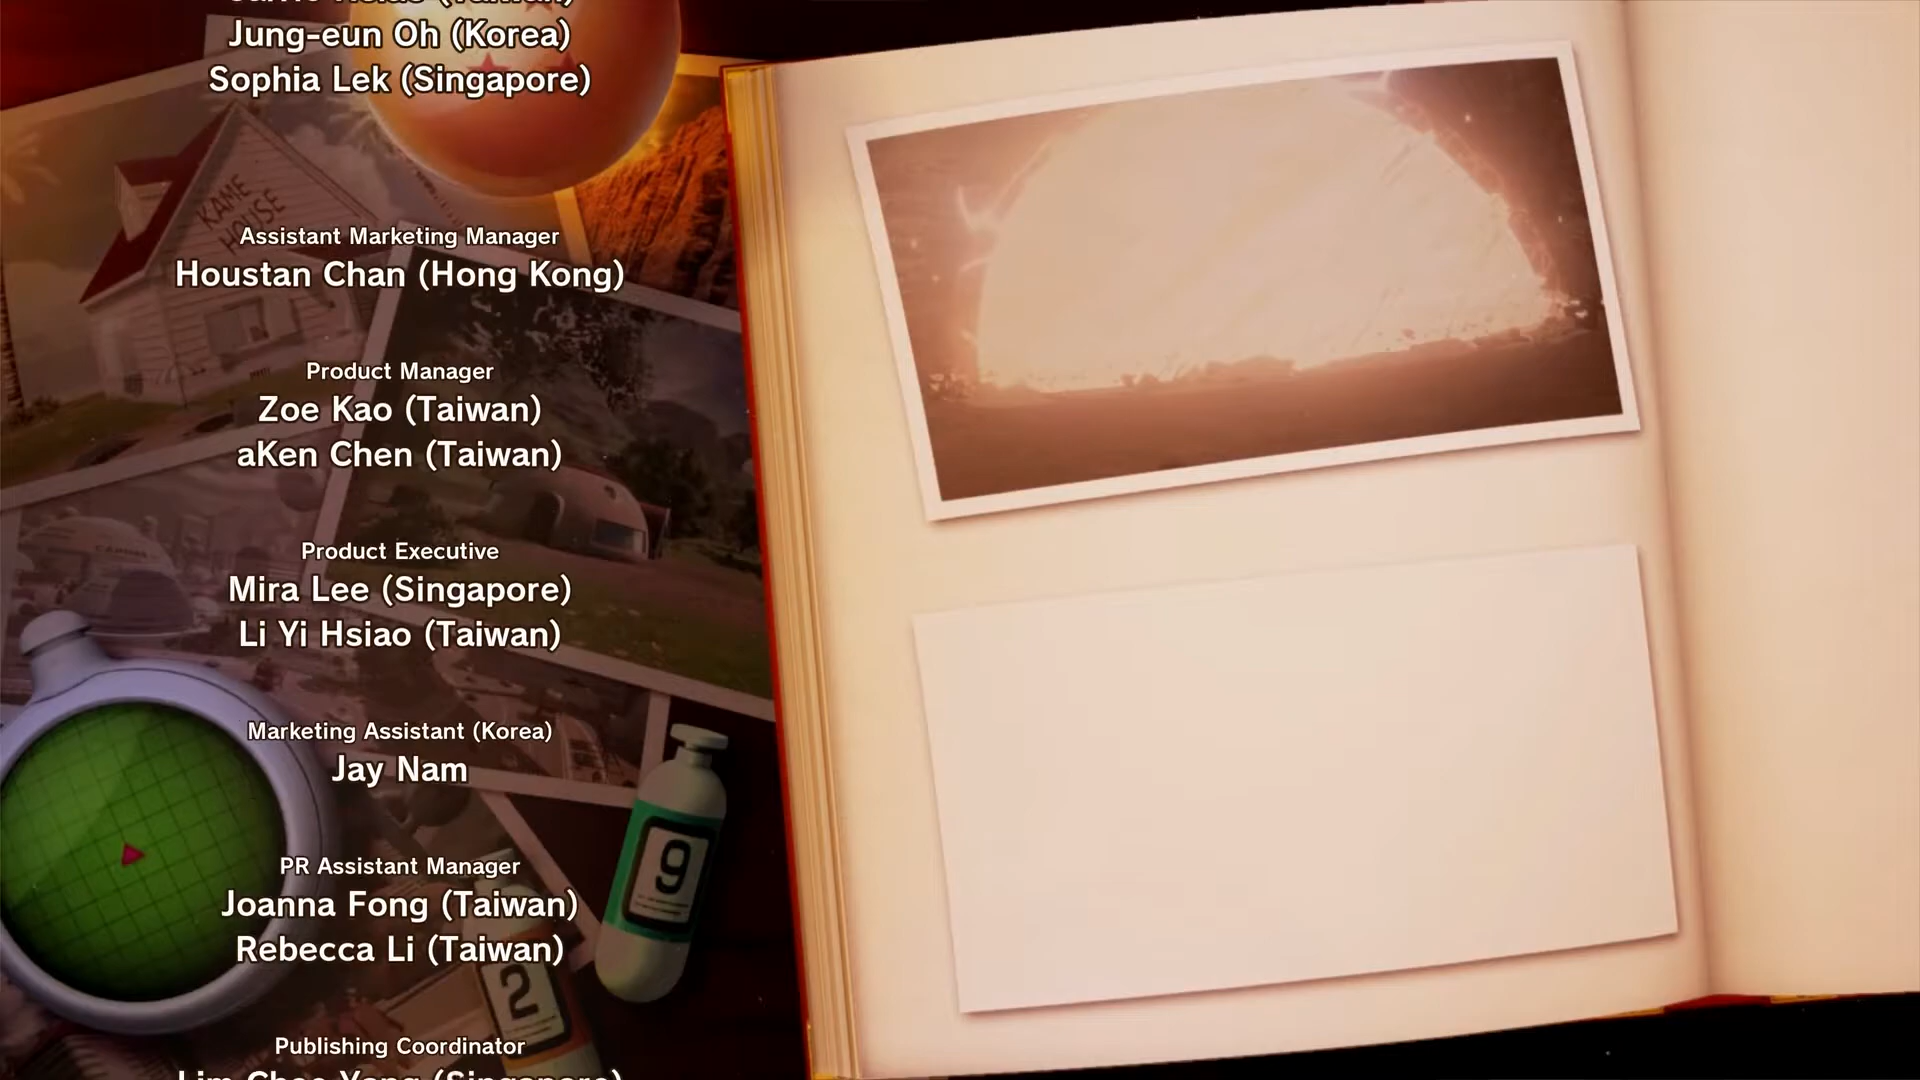 Jung-eun Oh (Korea)
Sophia Lek (Singapore)
KAME
HOUSE
Assistant Marketing Manager
Houstan Chan (Hong Kong)
Product Manager
Zoe Kao (Taiwan)
aKen Chen (Taiwan)
Product Executive
Mira Lee (Singapore)
Li Yi Hsiao (Taiwan)
Marketing Assistant (Korea)
Jay Nam
PR Assistant Manager
Joanna Fong (Taiwan)
Rebecca Li (Taiwan)
9
2
Publishing Coordinator